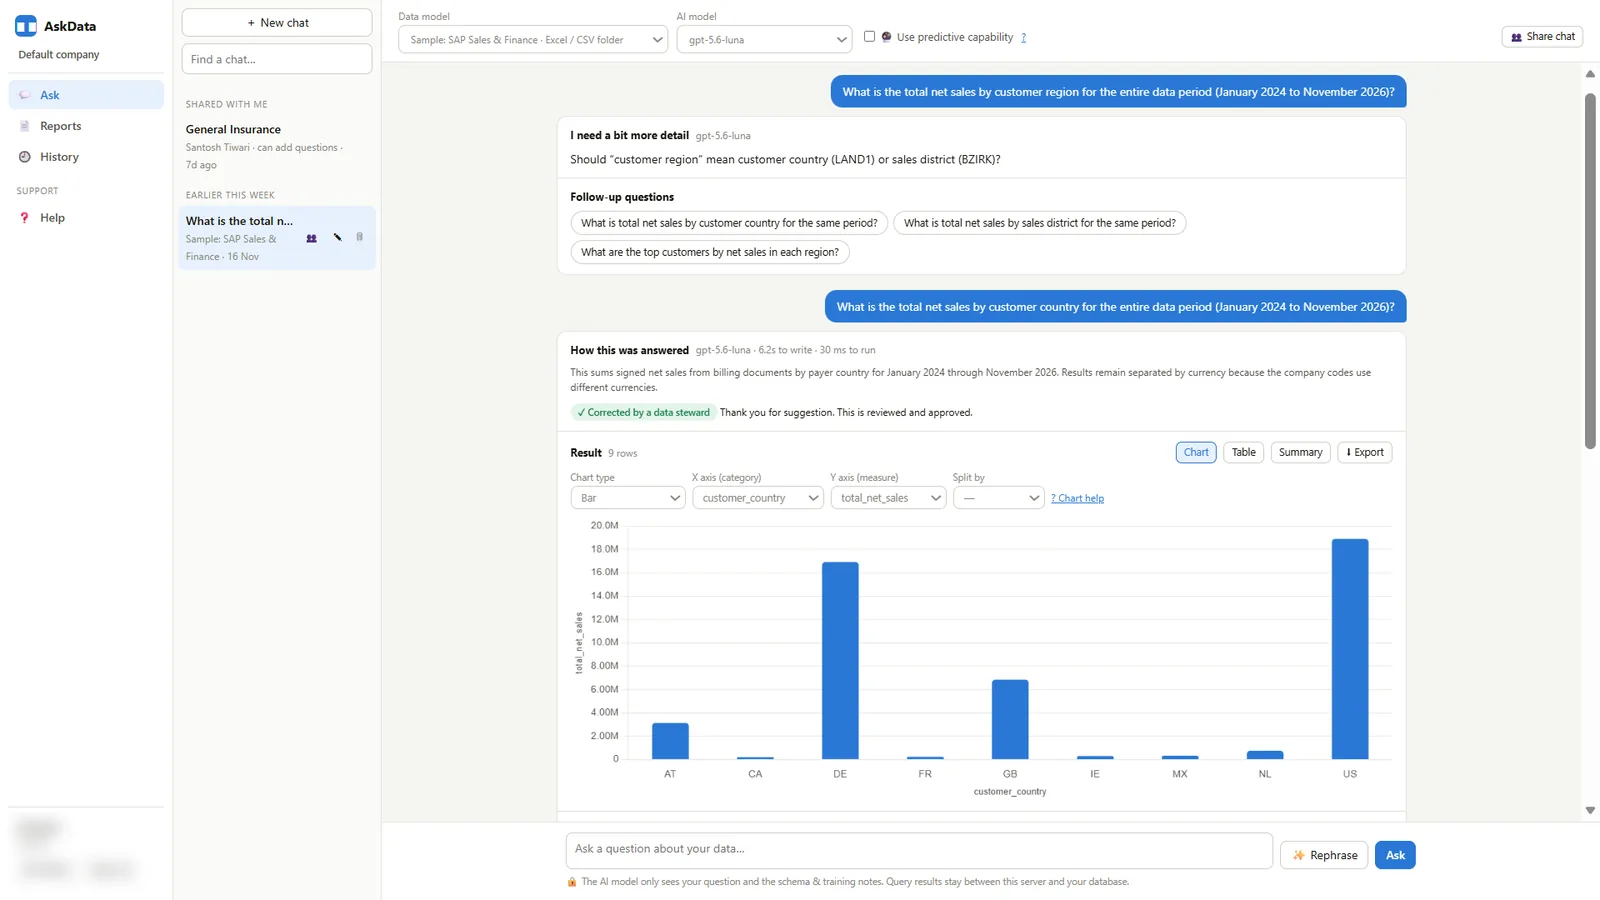 AskData
Default company
Ask
Reports
History
SUPPORT
? Help
+ New chat
Find a chat...
SHARED WITH ME
General Insurance
Santosh Tiwari · can add questions ·
7d ago
EARLIER THIS WEEK
What is the total n...
Sample: SAP Sales &
Finance · 16 Nov
Data model
Sample: SAP Sales & Finance · Excel / CSV folder
AI model
gpt-5.6-luna
Use predictive capability ?
Share chat
What is the total net sales by customer region for the entire data period (January 2024 to November 2026)?
I need a bit more detail gpt-5.6-luna
Should “customer region” mean customer country (LAND1) or sales district (BZIRK)?
Follow-up questions
What is total net sales by customer country for the same period?
What is total net sales by sales district for the same period?
What are the top customers by net sales in each region?
What is the total net sales by customer country for the entire data period (January 2024 to November 2026)?
How this was answered gpt-5.6-luna · 6.2s to write · 30 ms to run
This sums signed net sales from billing documents by payer country for January 2024 through November 2026. Results remain separated by currency because the company codes use
different currencies.
✓ Corrected by a data steward Thank you for suggestion. This is reviewed and approved.
Result 9 rows
Chart
Table
Summary
⬇ Export
Chart type
Bar
X axis (category)
customer_country
Y axis (measure)
total_net_sales
Split by
—
? Chart help
20.0M
18.0M
16.0M
14.0M
12.0M
10.0M
8.00M
6.00M
4.00M
2.00M
0
total_net_sales
AT CA DE FR GB IE MX NL US
customer_country
Ask a question about your data...
Rephrase
Ask
The AI model only sees your question and the schema & training notes. Query results stay between this server and your database.